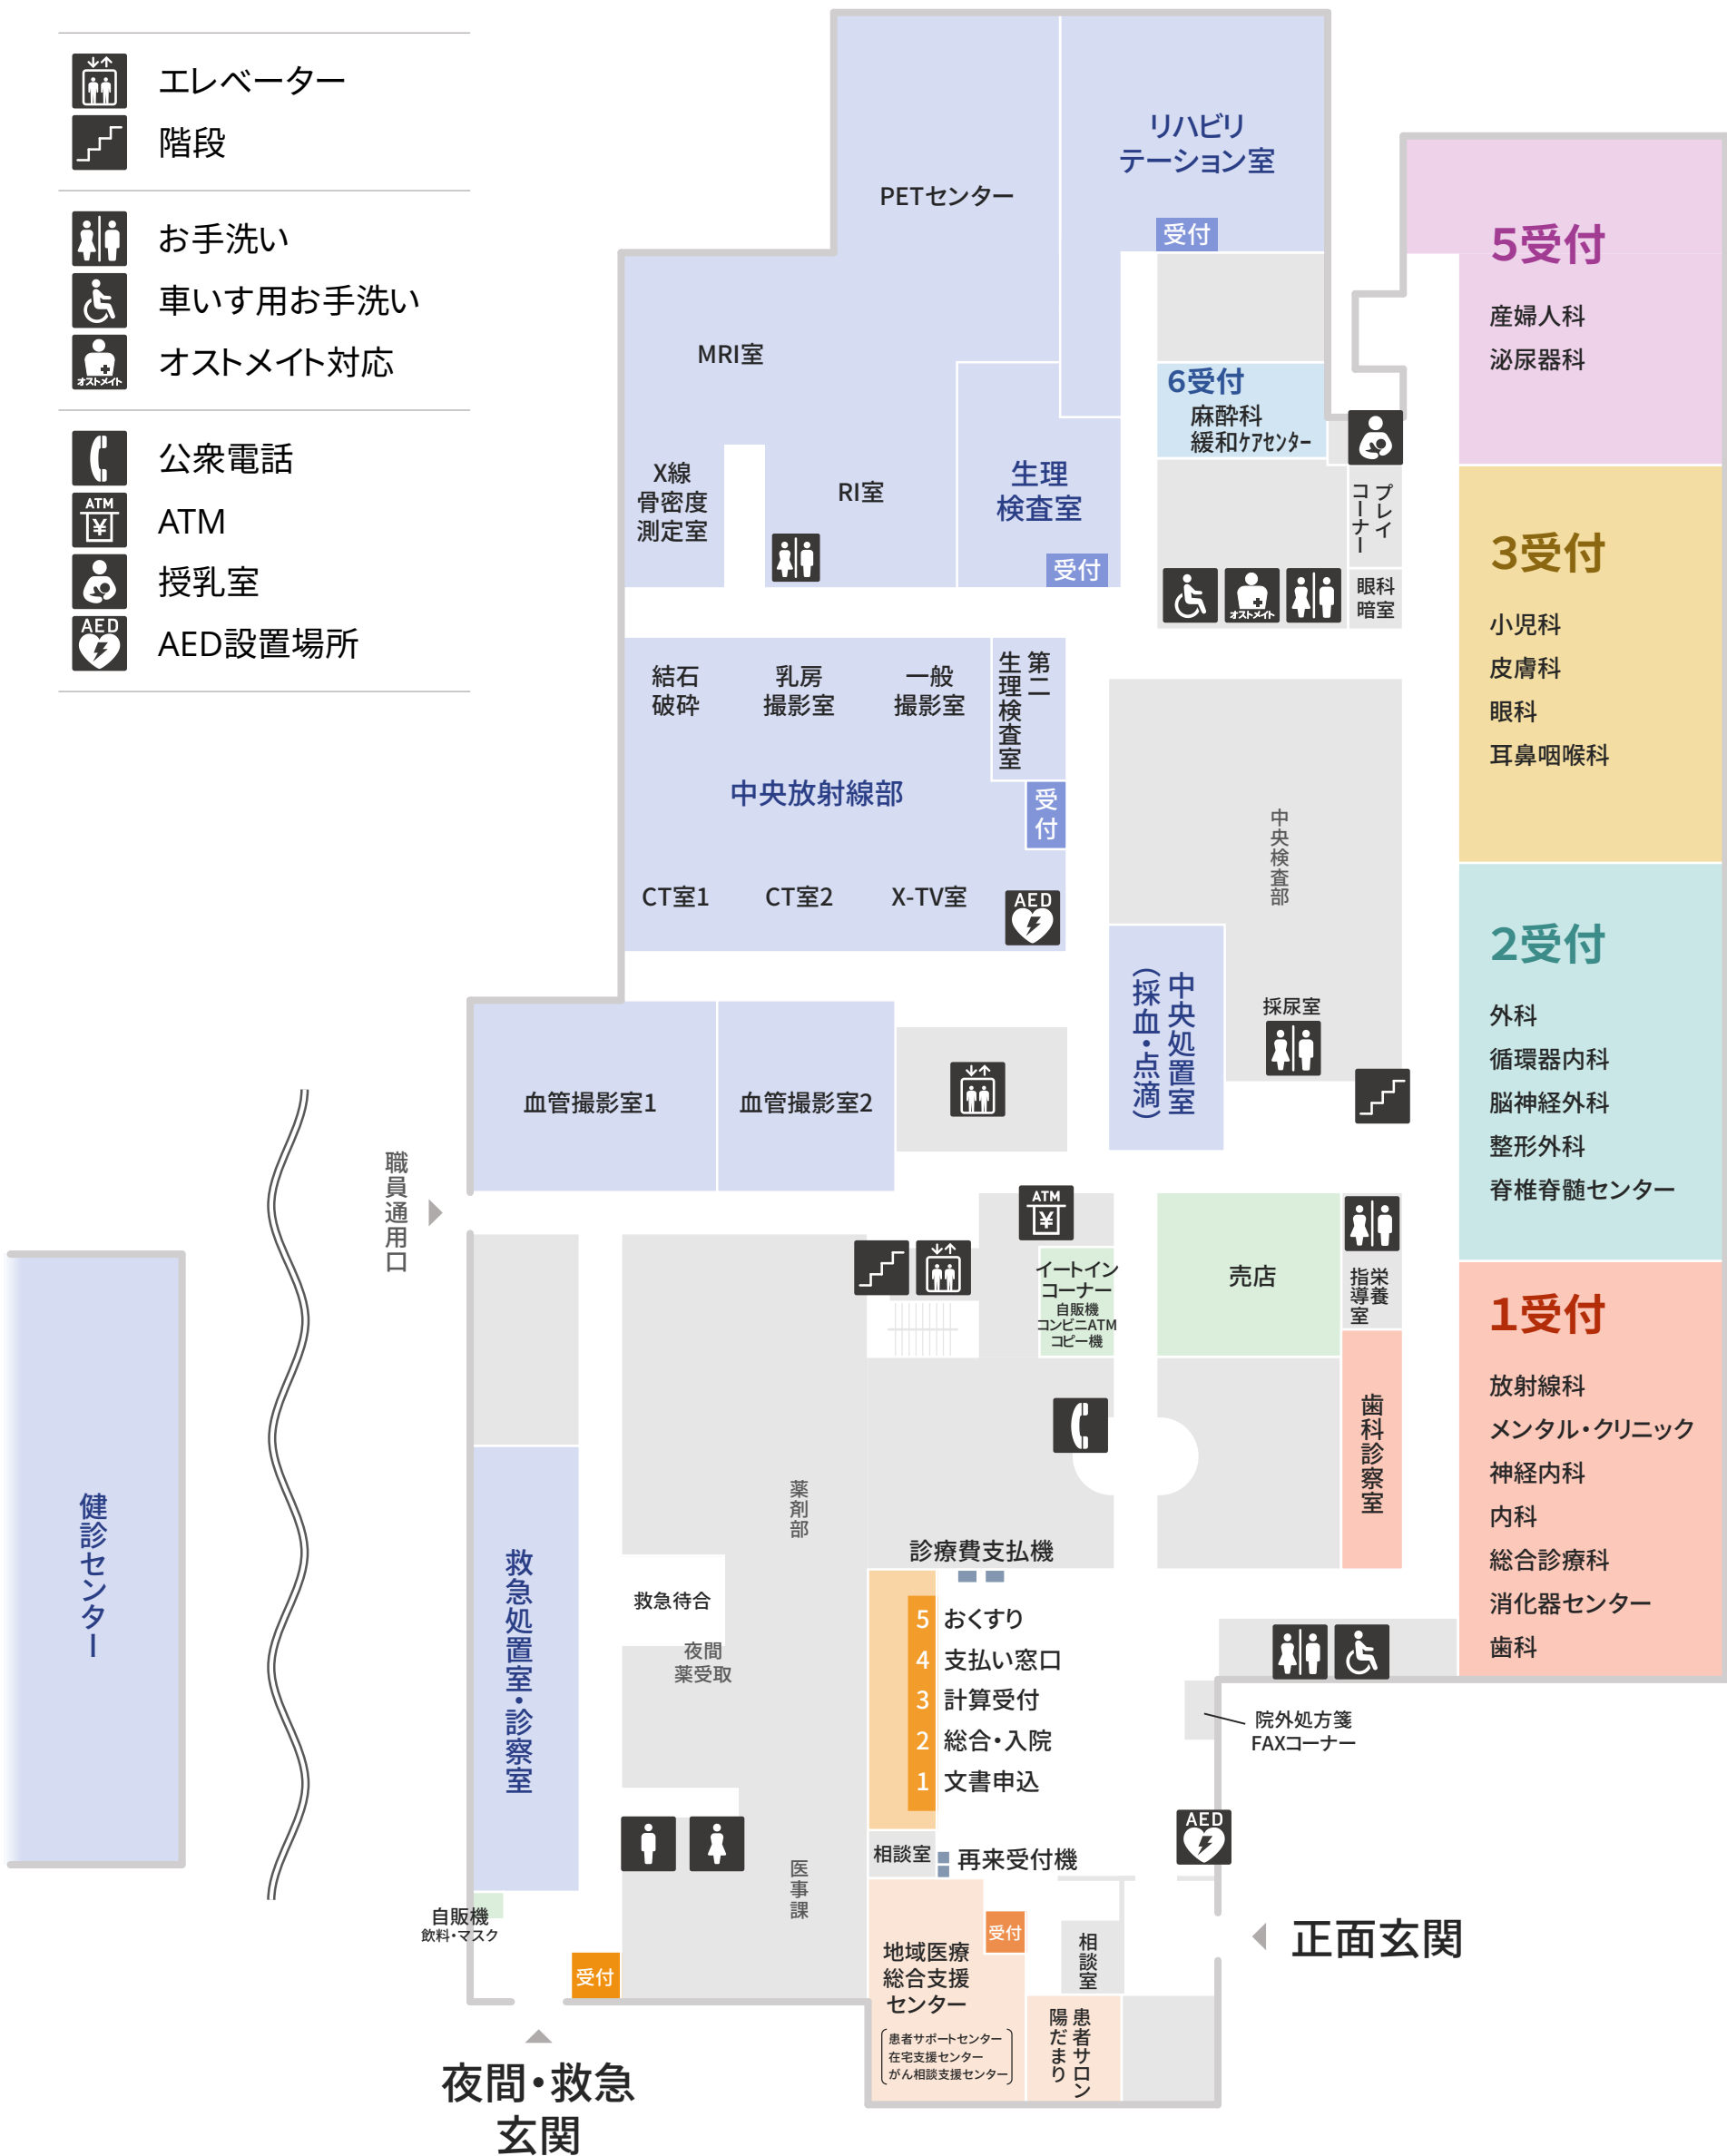 エレベーター
階段
お手洗い
車いす用お手洗い
オストメイト
オストメイト対応
公衆電話
ATM
ATM
授乳室
AED
AED設置場所
リハビリ
テーション室
受付
PETセンター
MRI室
X線
骨密度
測定室
RI室
生理
検査室
受付
6受付
麻酔科
緩和ケアセンター
プレイ
コーナー
オストメイト
眼科
暗室
5受付
産婦人科
泌尿器科
3受付
小児科
皮膚科
眼科
耳鼻咽喉科
2受付
外科
循環器内科
脳神経外科
整形外科
脊椎脊髄センター
1受付
放射線科
メンタル・クリニック
神経内科
内科
総合診療科
消化器センター
歯科
結石
破砕
乳房
撮影室
一般
撮影室
第二
生理検査室
中央放射線部
受付
CT室1
CT室2
X-TV室
AED
中央検査部
中央処置室
（採血・点滴）
採尿室
血管撮影室1
血管撮影室2
職員通用口
ATM
イートイン
コーナー
自販機
コンビニATM
コピー機
売店
栄養
指導室
歯科診察室
健診センター
救急処置室・診察室
薬剤部
救急待合
夜間
薬受取
診療費支払機
5 おくすり
4 支払い窓口
3 計算受付
2 総合・入院
1 文書申込
相談室
再来受付機
院外処方箋
FAXコーナー
AED
医事課
自販機
飲料・マスク
受付
受付
地域医療
総合支援
センター
患者サポートセンター
在宅支援センター
がん相談支援センター
相談室
患者サロン
陽だまり
正面玄関
夜間・救急
玄関